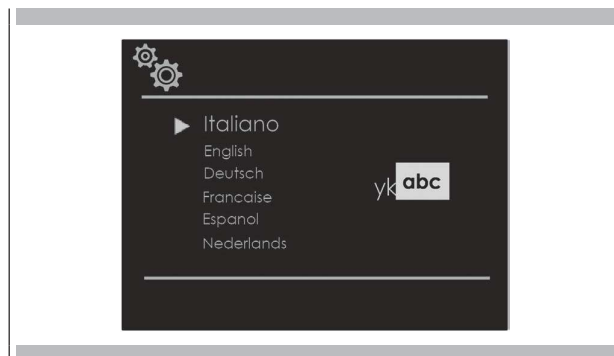 Italiano
English
Deutsch
Francaise
Espanol
Nederlands
yk abc